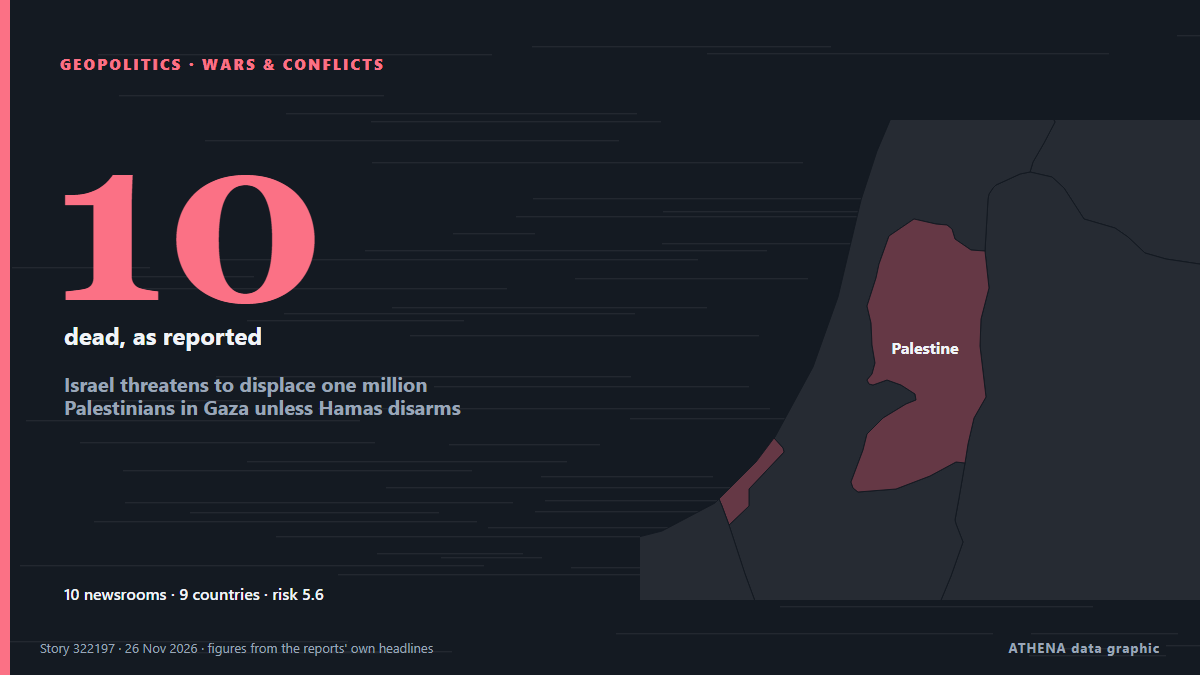 GEOPOLITICS · WARS & CONFLICTS
10
dead, as reported
Israel threatens to displace one million
Palestinians in Gaza unless Hamas disarms
Palestine
10 newsrooms · 9 countries · risk 5.6
Story 322197 · 26 Nov 2026 · figures from the reports' own headlines
ATHENA data graphic